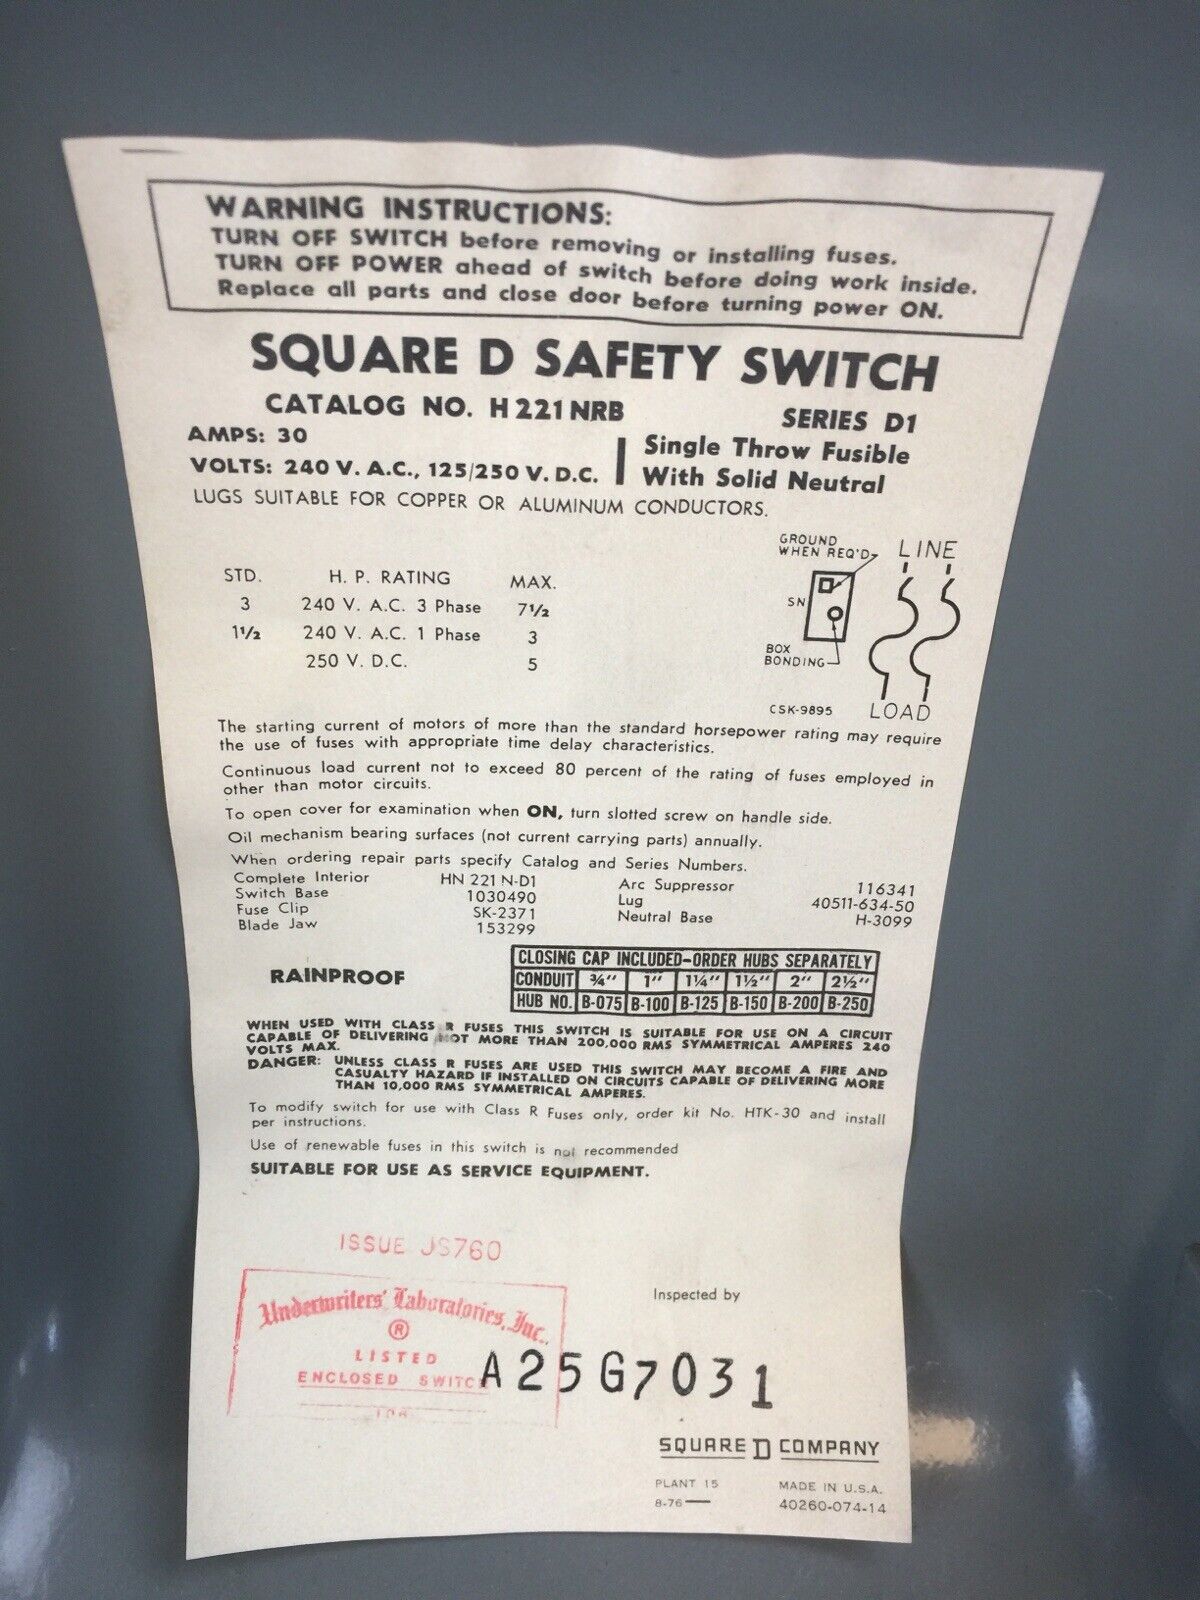 WARNING INSTRUCTIONS:
TURN OFF SWITCH before removing or installing fuses.
TURN OFF POWER ahead of switch before doing work inside.
Replace all parts and close door before turning power ON.
SQUARE D SAFETY SWITCH
CATALOG NO. H221NRB SERIES D1
AMPS: 30
VOLTS: 240 V. A.C., 125/250 V. D.C.
Single Throw Fusible
With Solid Neutral
LUGS SUITABLE FOR COPPER OR ALUMINUM CONDUCTORS.
STD. H. P. RATING MAX.
3 240 V. A.C. 3 Phase 7½
1½ 240 V. A.C. 1 Phase 3
250 V. D.C. 5
GROUND
WHEN REQ'D
LINE
SN
BOX
BONDING
CSK-9895
LOAD
The starting current of motors of more than the standard horsepower rating may require
the use of fuses with appropriate time delay characteristics.
Continuous load current not to exceed 80 percent of the rating of fuses employed in
other than motor circuits.
To open cover for examination when ON, turn slotted screw on handle side.
Oil mechanism bearing surfaces (not current carrying parts) annually.
When ordering repair parts specify Catalog and Series Numbers.
Complete Interior HN 221 N-D1
Switch Base 1030490
Fuse Clip SK-2371
Blade Jaw 153299
Arc Suppressor 116341
Lug 40511-634-50
Neutral Base H-3099
RAINPROOF
CLOSING CAP INCLUDED-ORDER HUBS SEPARATELY
CONDUIT ¾" 1" 1¼" 1½" 2" 2½"
HUB NO. B-075 B-100 B-125 B-150 B-200 B-250
WHEN USED WITH CLASS R FUSES THIS SWITCH IS SUITABLE FOR USE ON A CIRCUIT
CAPABLE OF DELIVERING NOT MORE THAN 200,000 RMS SYMMETRICAL AMPERES 240
VOLTS MAX.
DANGER: UNLESS CLASS R FUSES ARE USED THIS SWITCH MAY BECOME A FIRE AND
CASUALTY HAZARD IF INSTALLED ON CIRCUITS CAPABLE OF DELIVERING MORE
THAN 10,000 RMS SYMMETRICAL AMPERES.
To modify switch for use with Class R Fuses only, order kit No. HTK-30 and install
per instructions.
Use of renewable fuses in this switch is not recommended
SUITABLE FOR USE AS SERVICE EQUIPMENT.
ISSUE JS760
Underwriters' Laboratories, Inc.
®
LISTED
ENCLOSED SWITCH
Inspected by
A25G7031
SQUARE D COMPANY
PLANT 15 MADE IN U.S.A.
8-76 40260-074-14